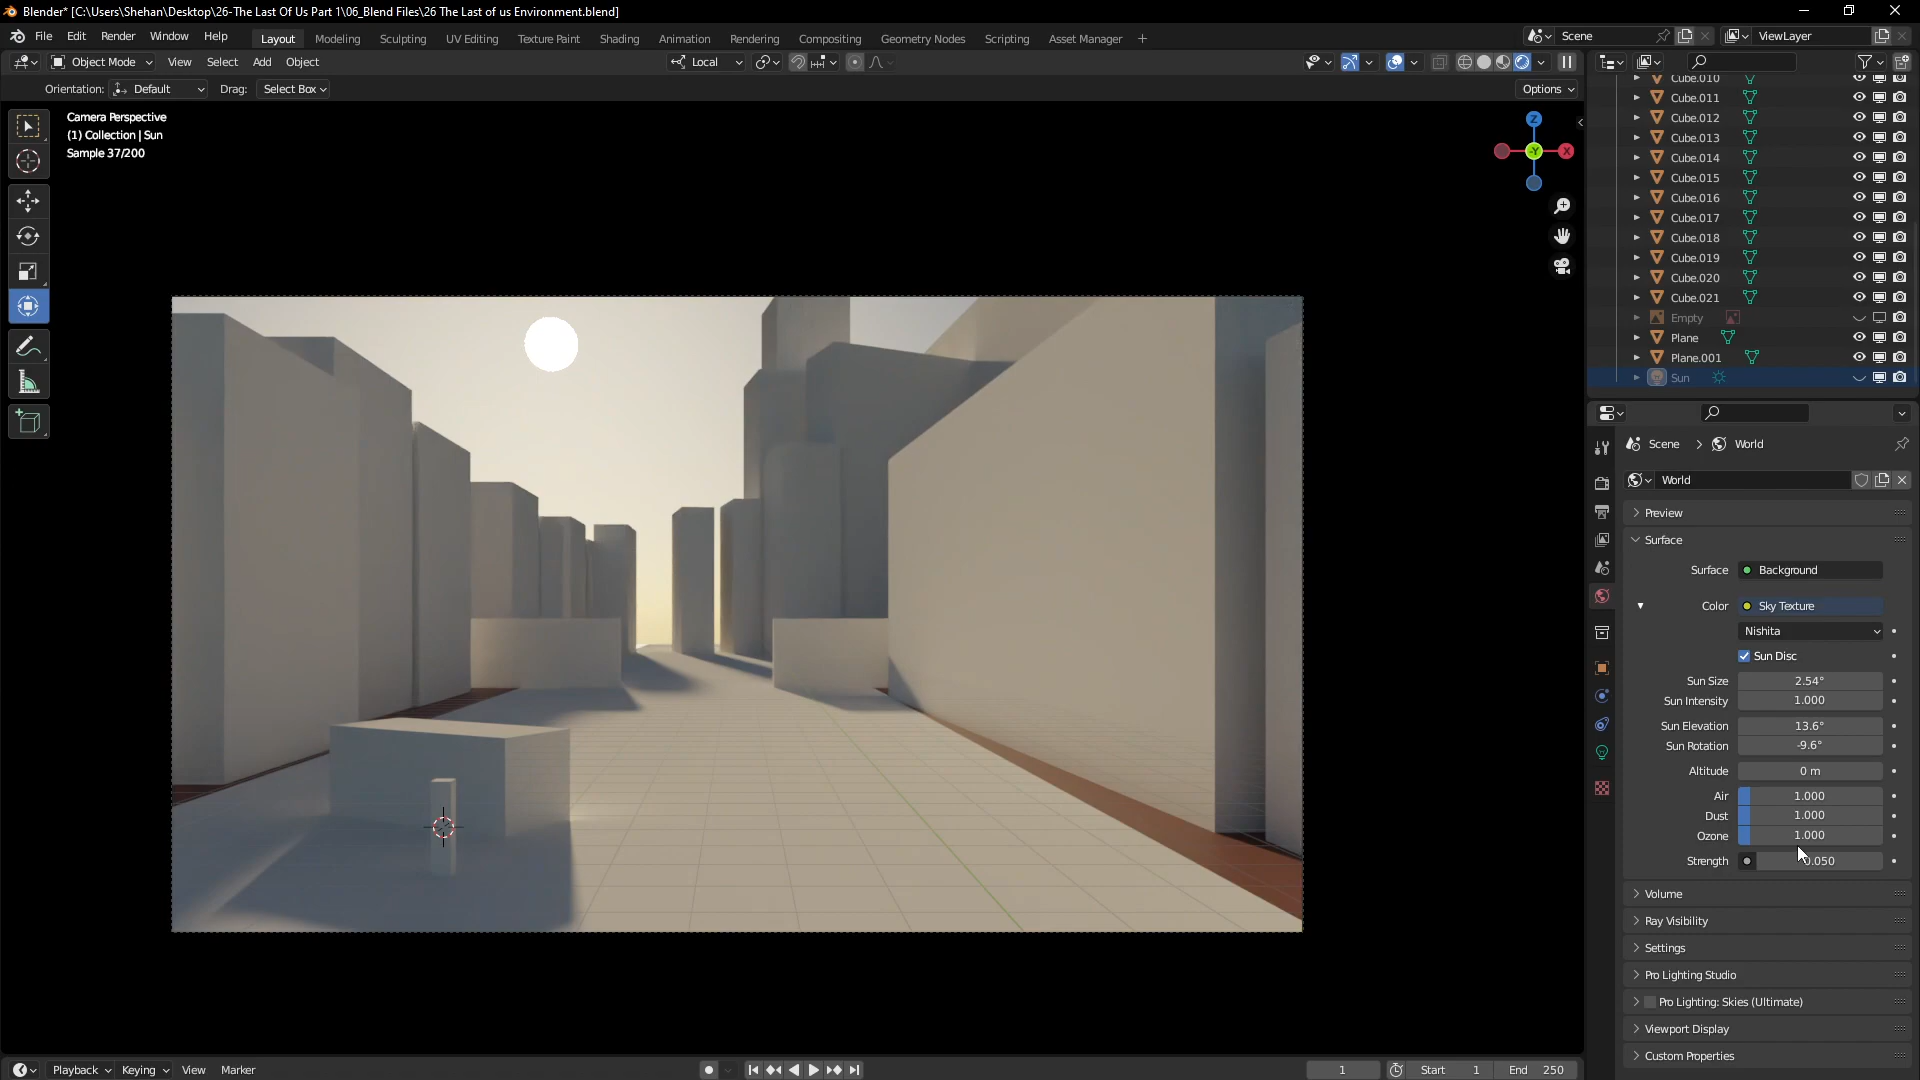 Blender* [C:\Users\Shehan\Desktop\26-The Last Of Us Part 1\06_Blend Files\26 The Last of us Environment.blend]
File Edit Render Window Help Layout Modeling Sculpting UV Editing Texture Paint Shading Animation Rendering Compositing Geometry Nodes Scripting Asset Manager + Scene ViewLayer
Object Mode View Select Add Object Local
Orientation: Default Drag: Select Box Options
Camera Perspective
(1) Collection | Sun
Sample 37/200
Z
-Y
X
Cube.010
Cube.011
Cube.012
Cube.013
Cube.014
Cube.015
Cube.016
Cube.017
Cube.018
Cube.019
Cube.020
Cube.021
Empty
Plane
Plane.001
Sun
Scene > World
World
Preview
Surface
Surface Background
Color Sky Texture
Nishita
Sun Disc
Sun Size 2.54°
Sun Intensity 1.000
Sun Elevation 13.6°
Sun Rotation -9.6°
Altitude 0 m
Air 1.000
Dust 1.000
Ozone 1.000
Strength 0.050
Volume
Ray Visibility
Settings
Pro Lighting Studio
Pro Lighting: Skies (Ultimate)
Viewport Display
Custom Properties
Playback Keying View Marker 1 Start 1 End 250